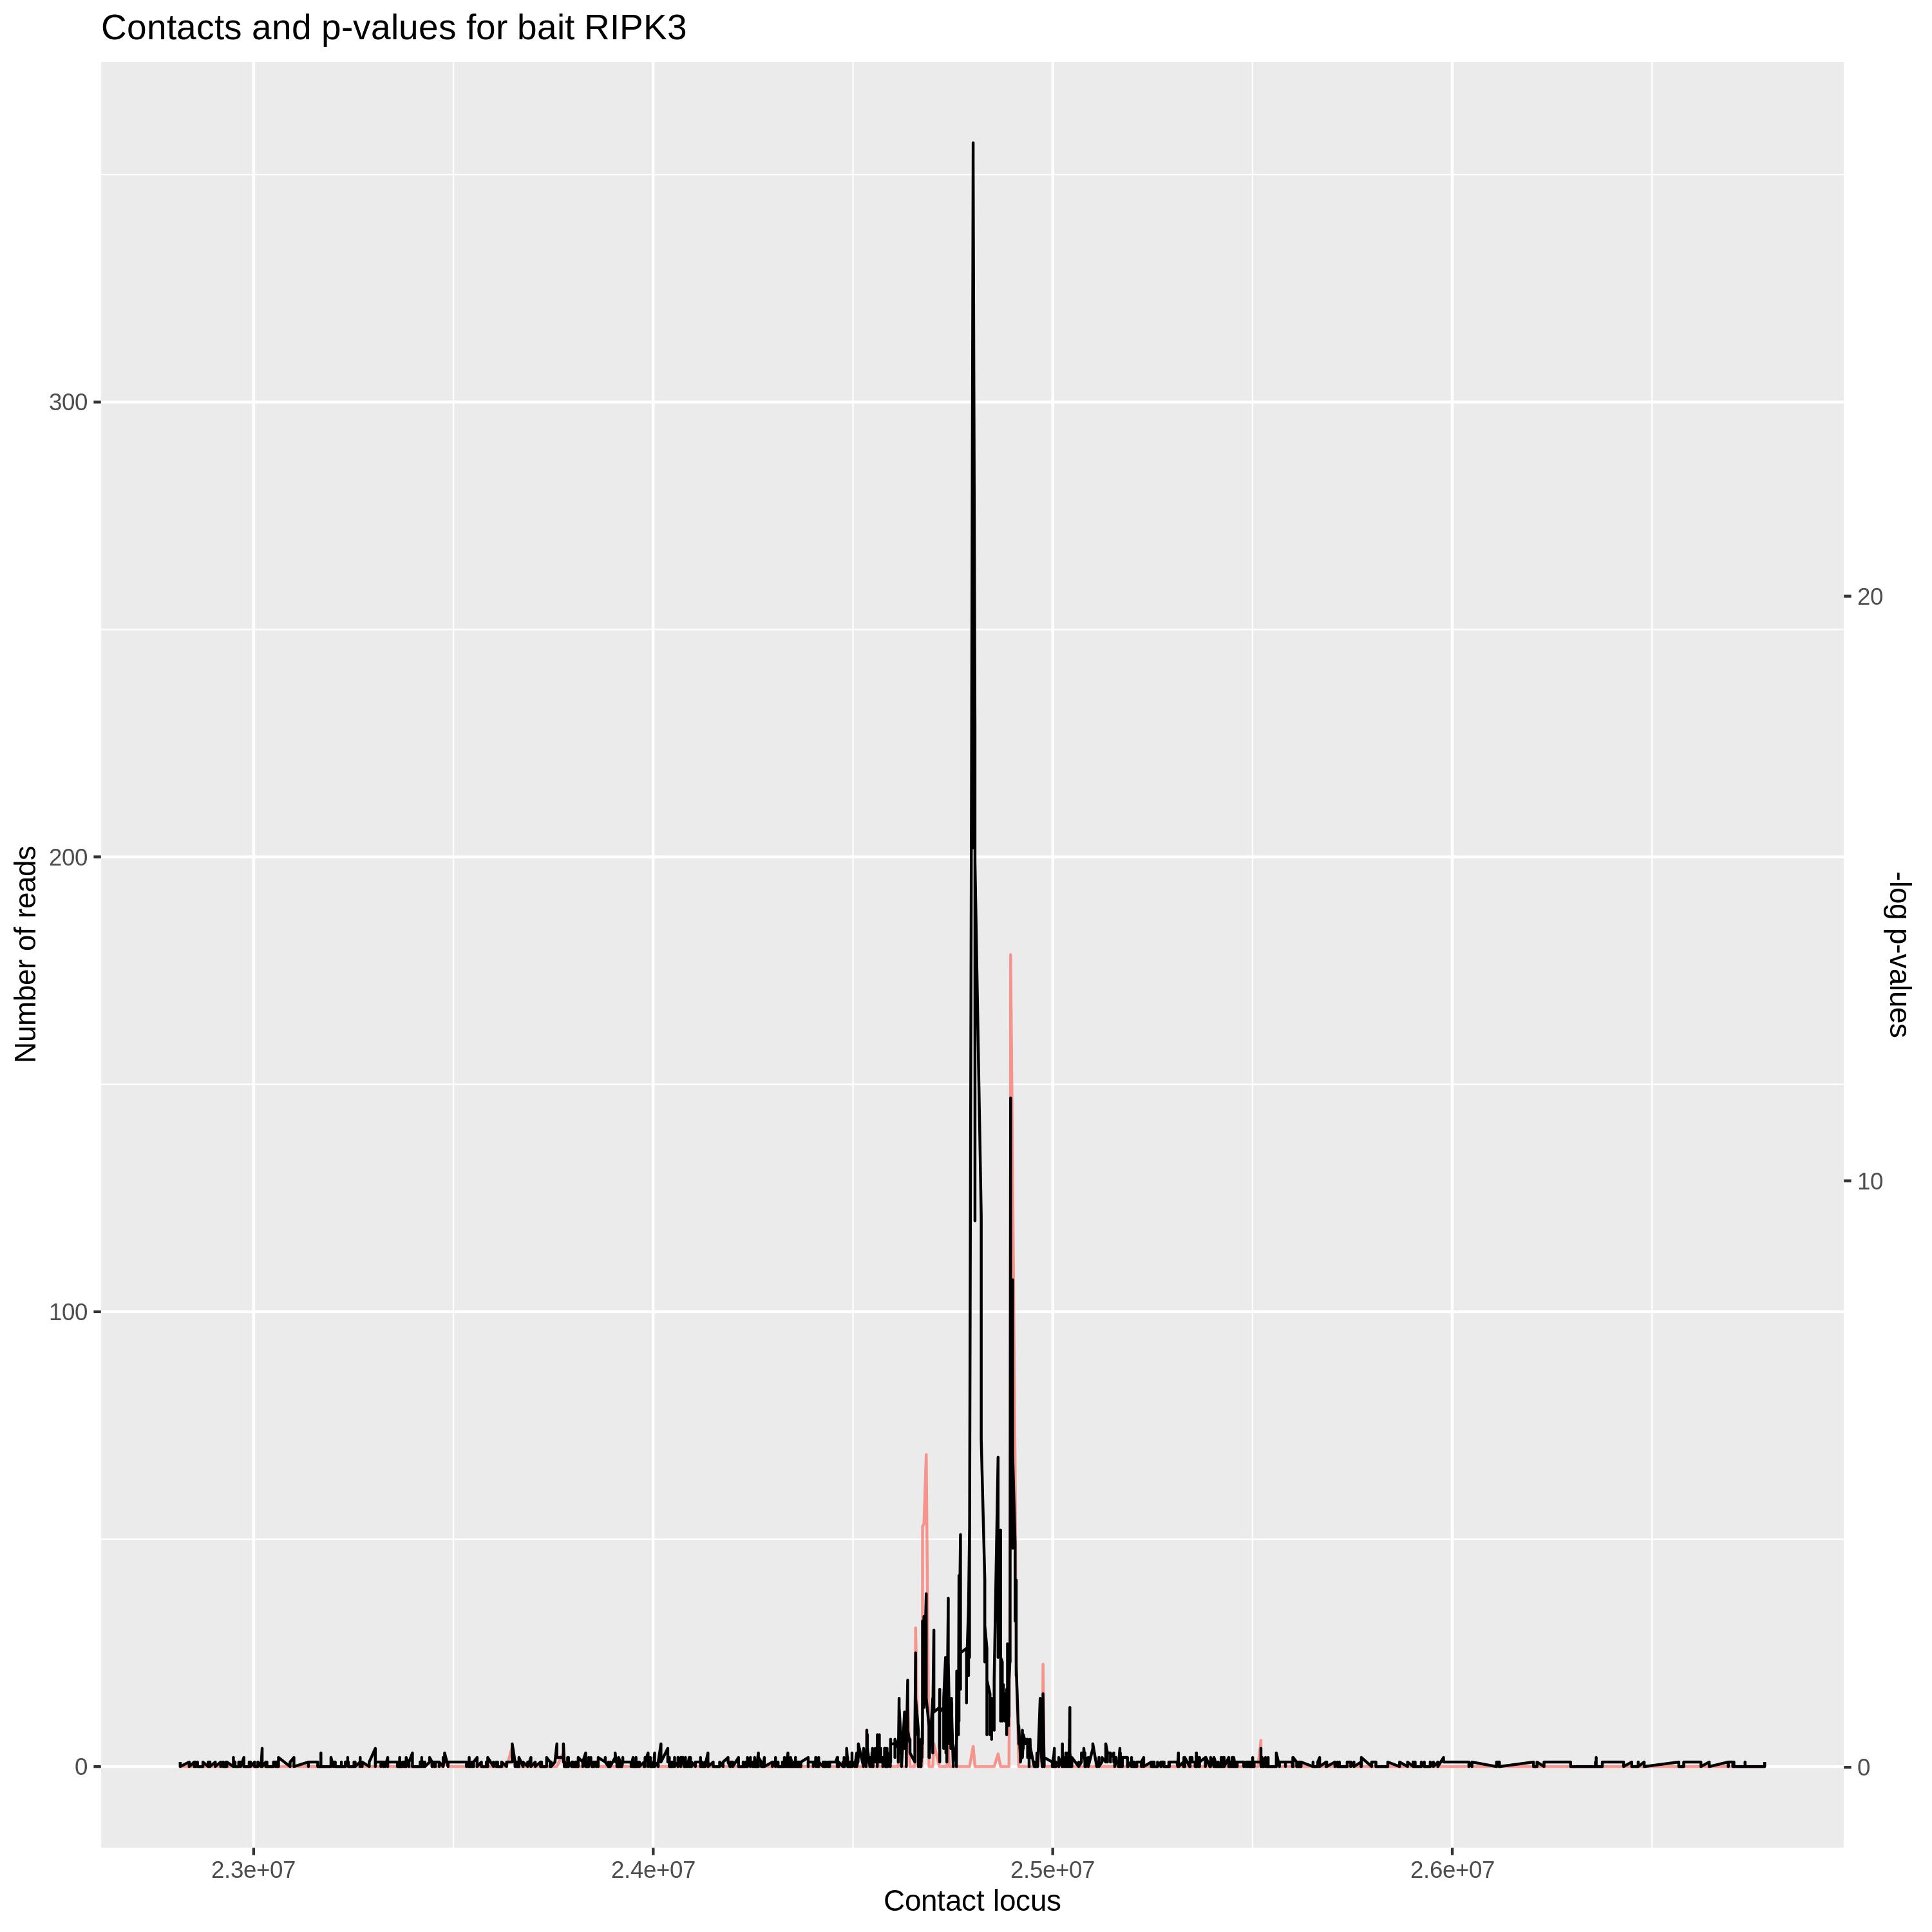 Contacts and p-values for bait RIPK3
Number of reads
300
200
100
0
20
10
0
-log p-values
2.3e+07
2.4e+07
2.5e+07
2.6e+07
Contact locus